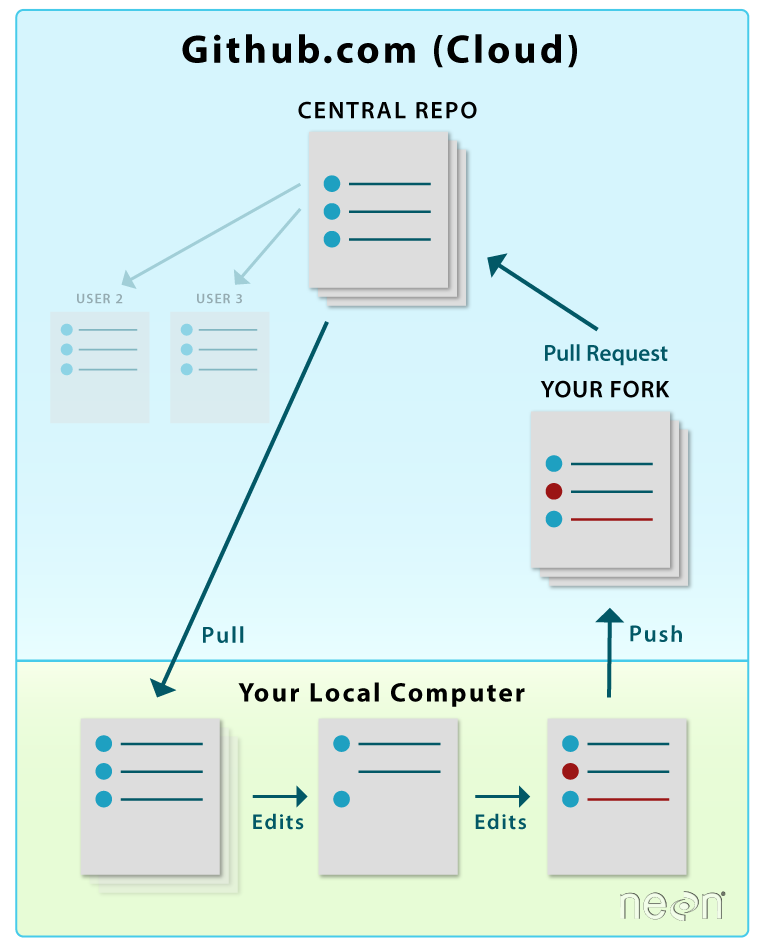 Github.com (Cloud)
CENTRAL REPO
USER 2
USER 3
Pull Request
YOUR FORK
Pull
Push
Your Local Computer
Edits
Edits
neon